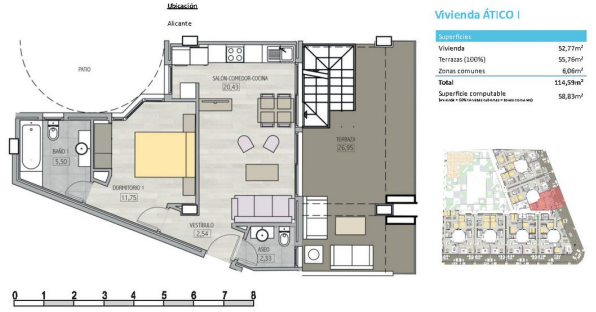 Ubicación
Alicante
Vivienda ÁTICO I
Superficies
Vivienda 52,77m²
Terrazas (100%) 55,76m²
Zonas comunes 6,06m²
Total 114,59m²
Superficie computable 58,83m²
PATIO
SALÓN-COMEDOR-COCINA
20,43
BAÑO 1
5,50
DORMITORIO 1
11,75
TERRAZA
26,95
VESTÍBULO
2,54
ASEO
2,33
0 1 2 3 4 5 6 7 8